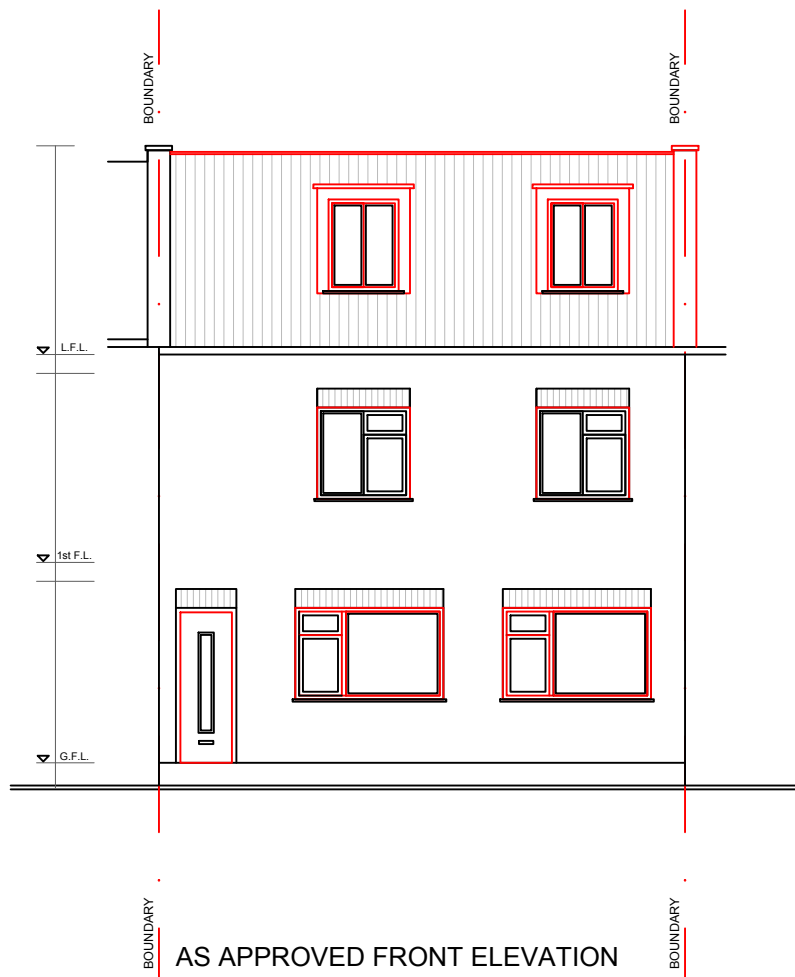 BOUNDARY
BOUNDARY
L.F.L.
1st F.L.
G.F.L.
BOUNDARY
BOUNDARY
AS APPROVED FRONT ELEVATION